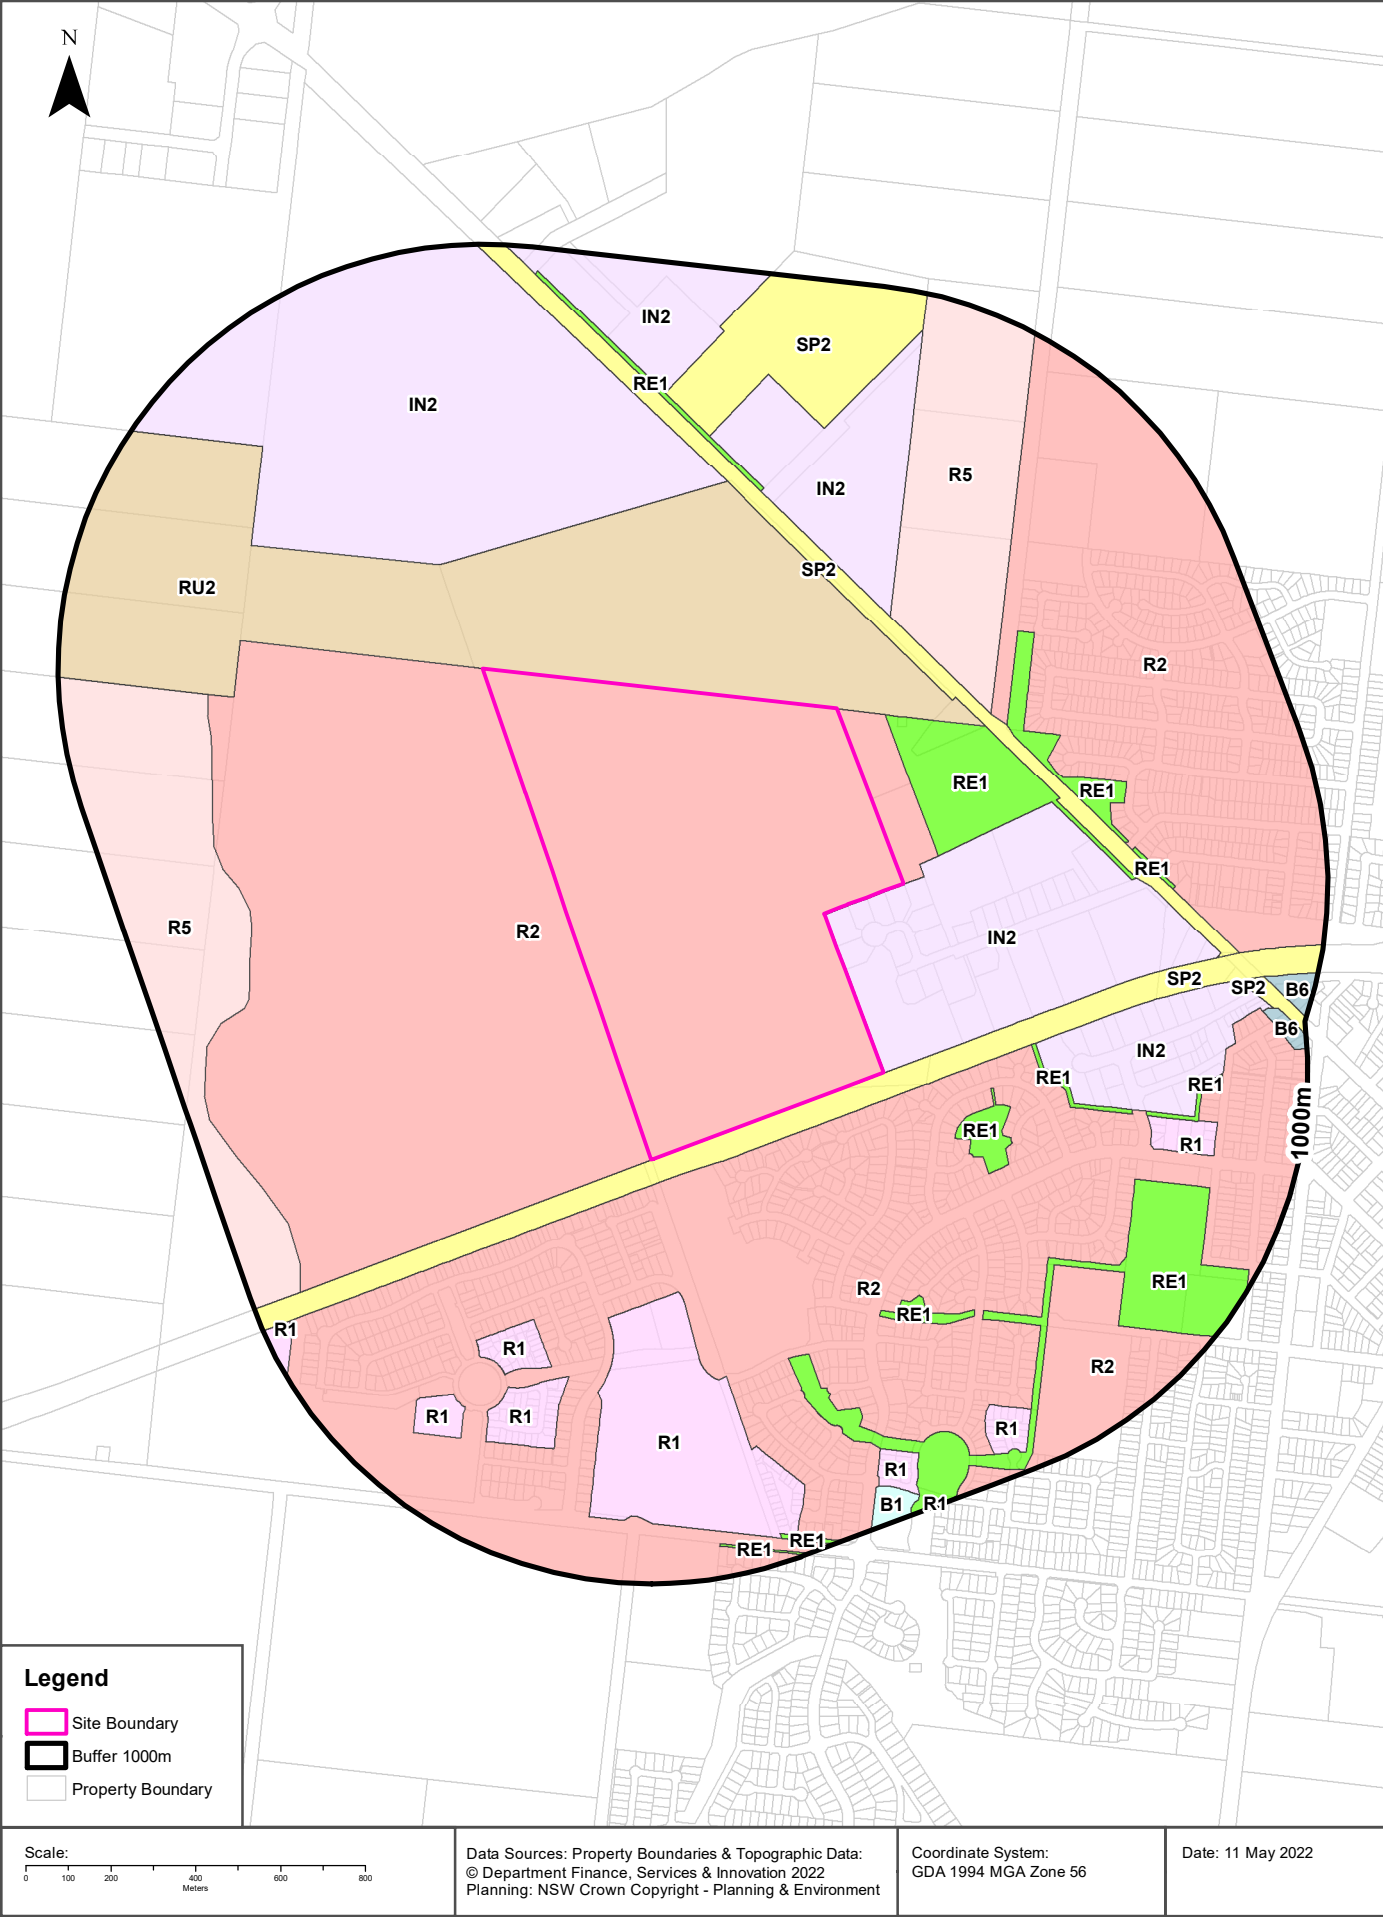 N
IN2
SP2
RE1
IN2
R5
IN2
SP2
RU2
R2
RE1
RE1
RE1
R5
R2
IN2
SP2
SP2
B6
B6
IN2
RE1
RE1
1000m
RE1
R1
RE1
R2
RE1
R1
R1
R2
R1
R1
R1
R1
R1
B1
R1
RE1
RE1
Legend
Site Boundary
Buffer 1000m
Property Boundary
Scale:
0 100 200 400 600 800
Meters
Data Sources: Property Boundaries & Topographic Data:
© Department Finance, Services & Innovation 2022
Planning: NSW Crown Copyright - Planning & Environment
Coordinate System:
GDA 1994 MGA Zone 56
Date: 11 May 2022